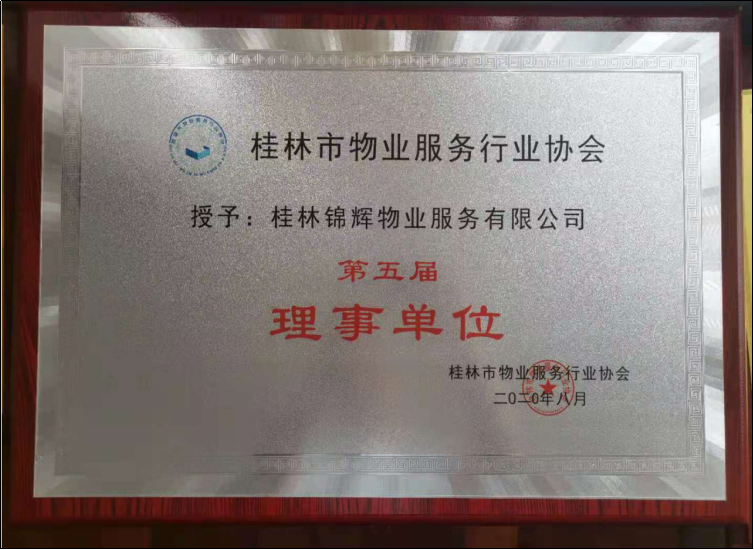 桂林市物业服务行业协会
授予：桂林锦辉物业服务有限公司
第五届
理事单位
桂林市物业服务行业协会
二0二0年八月